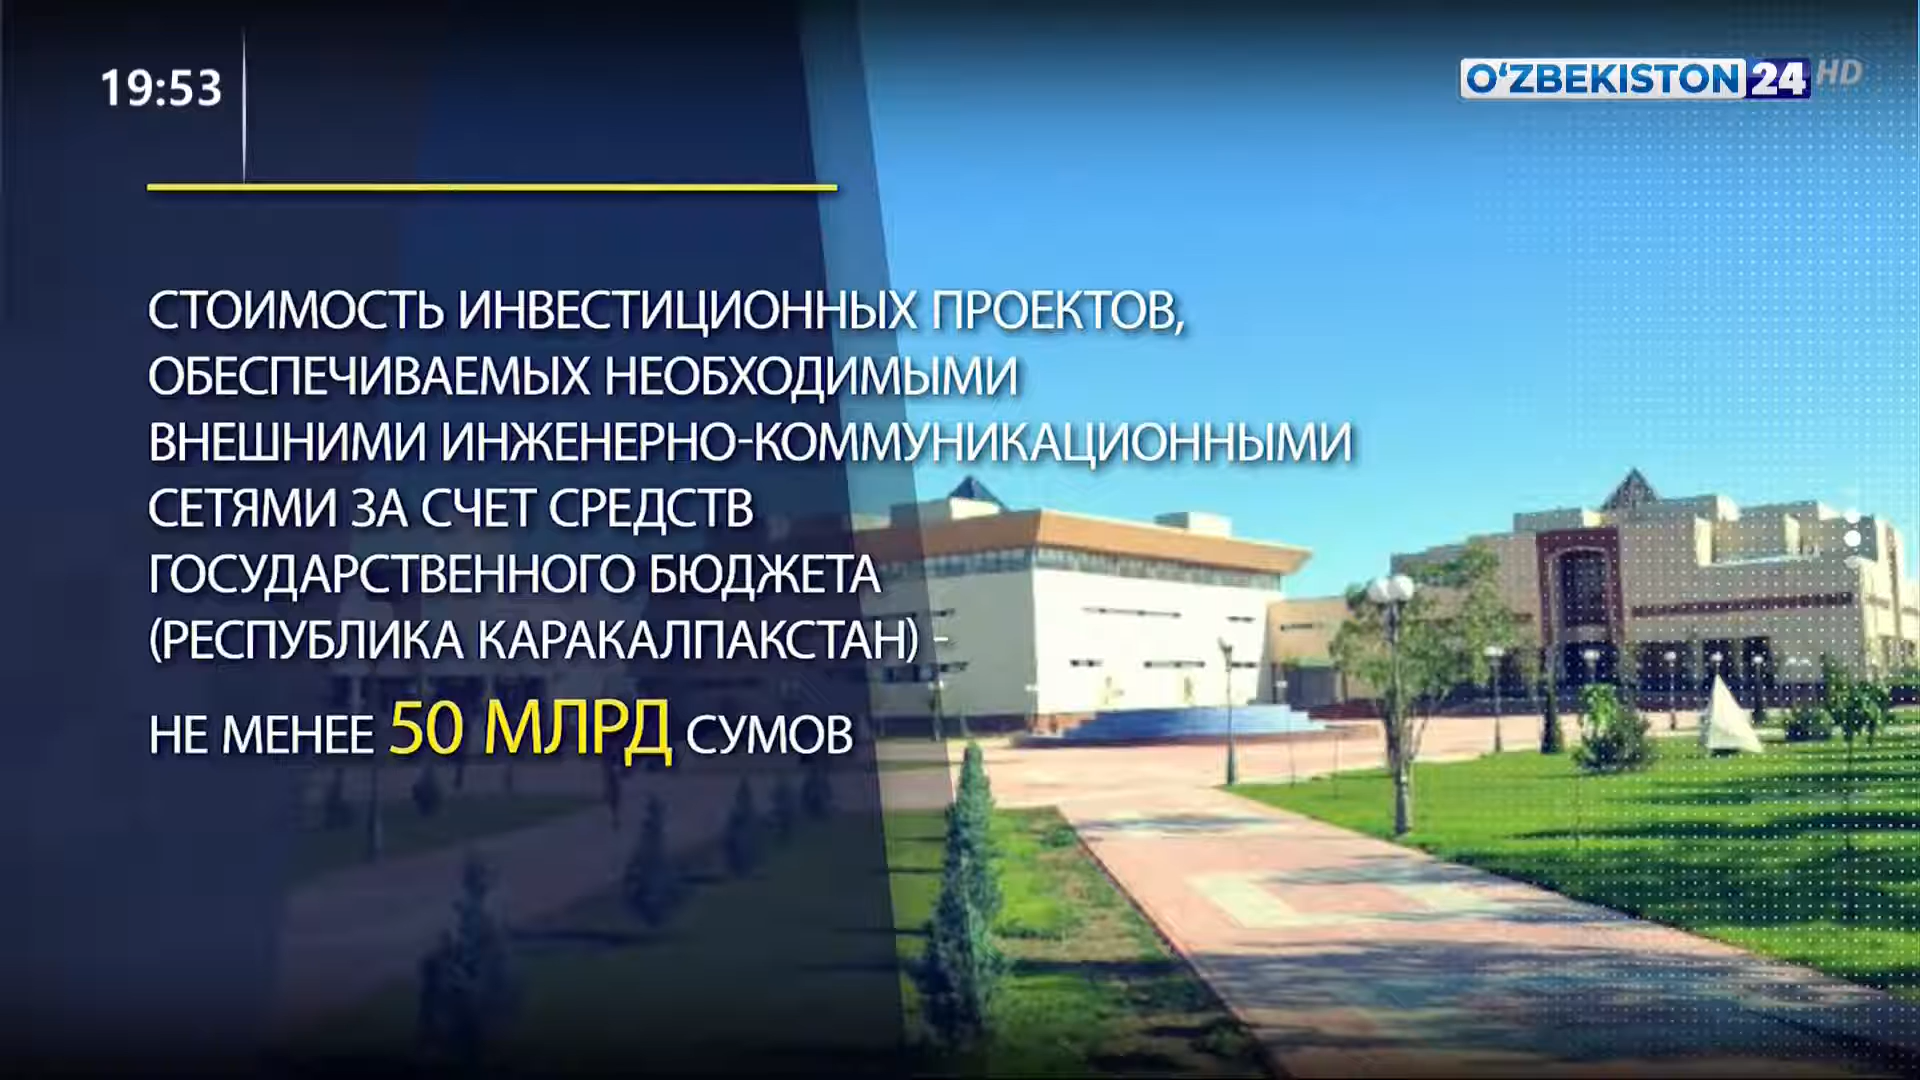 19:53
O‘ZBEKISTON 24 HD
СТОИМОСТЬ ИНВЕСТИЦИОННЫХ ПРОЕКТОВ,
ОБЕСПЕЧИВАЕМЫХ НЕОБХОДИМЫМИ
ВНЕШНИМИ ИНЖЕНЕРНО-КОММУНИКАЦИОННЫМИ
СЕТЯМИ ЗА СЧЕТ СРЕДСТВ
ГОСУДАРСТВЕННОГО БЮДЖЕТА
(РЕСПУБЛИКА КАРАКАЛПАКСТАН) -
НЕ МЕНЕЕ 50 МЛРД СУМОВ